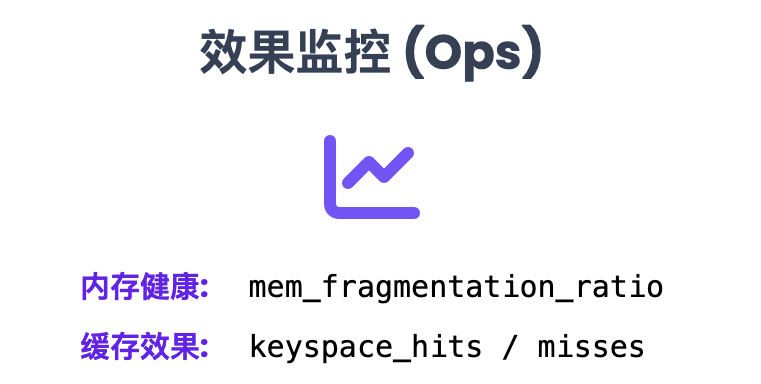 效果监控 (Ops)
内存健康: mem_fragmentation_ratio
缓存效果: keyspace_hits / misses